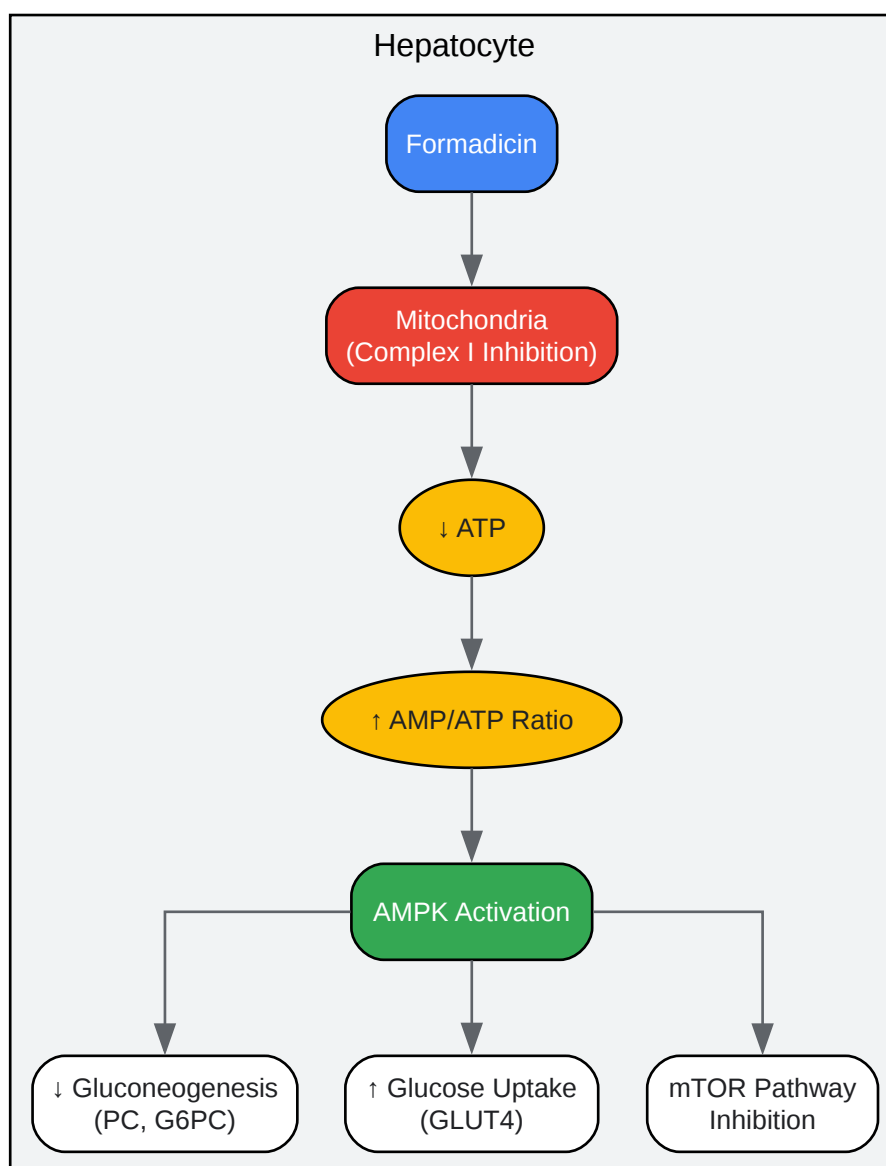 Hepatocyte
Formadicin
Mitochondria
(Complex I Inhibition)
↓ ATP
↑ AMP/ATP Ratio
AMPK Activation
↓ Gluconeogenesis
(PC, G6PC)
↑ Glucose Uptake
(GLUT4)
mTOR Pathway
Inhibition